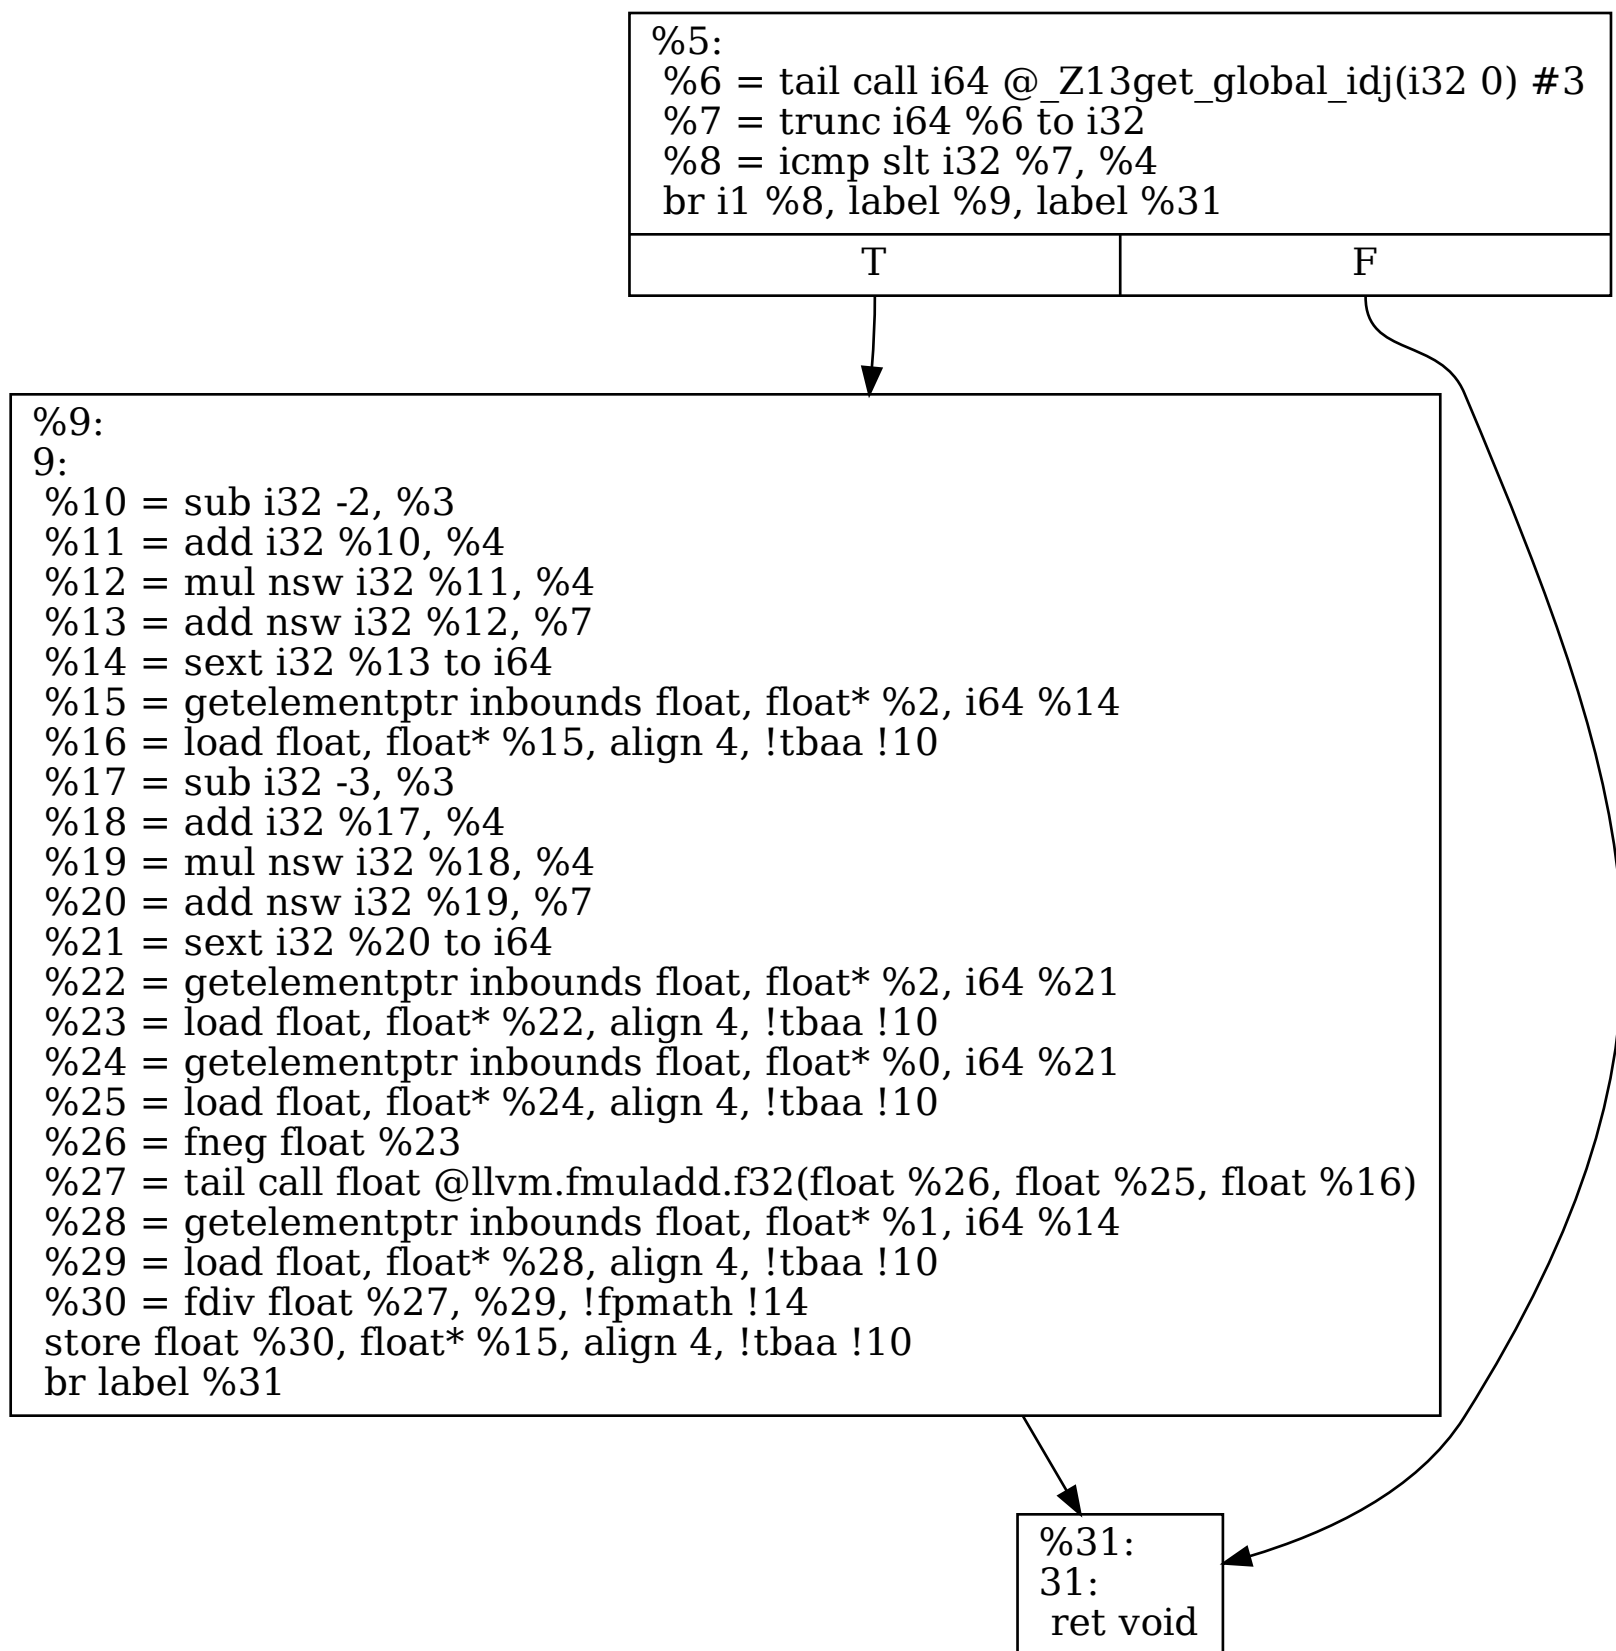 %5:
%6 = tail call i64 @_Z13get_global_idj(i32 0) #3
%7 = trunc i64 %6 to i32
%8 = icmp slt i32 %7, %4
br i1 %8, label %9, label %31
T F
%9:
9:
%10 = sub i32 -2, %3
%11 = add i32 %10, %4
%12 = mul nsw i32 %11, %4
%13 = add nsw i32 %12, %7
%14 = sext i32 %13 to i64
%15 = getelementptr inbounds float, float* %2, i64 %14
%16 = load float, float* %15, align 4, !tbaa !10
%17 = sub i32 -3, %3
%18 = add i32 %17, %4
%19 = mul nsw i32 %18, %4
%20 = add nsw i32 %19, %7
%21 = sext i32 %20 to i64
%22 = getelementptr inbounds float, float* %2, i64 %21
%23 = load float, float* %22, align 4, !tbaa !10
%24 = getelementptr inbounds float, float* %0, i64 %21
%25 = load float, float* %24, align 4, !tbaa !10
%26 = fneg float %23
%27 = tail call float @llvm.fmuladd.f32(float %26, float %25, float %16)
%28 = getelementptr inbounds float, float* %1, i64 %14
%29 = load float, float* %28, align 4, !tbaa !10
%30 = fdiv float %27, %29, !fpmath !14
store float %30, float* %15, align 4, !tbaa !10
br label %31
%31:
31:
ret void